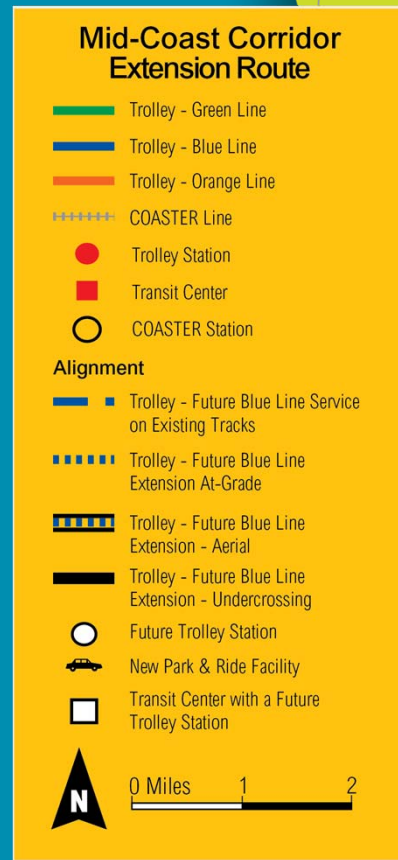 Mid-Coast Corridor
Extension Route
Trolley - Green Line
Trolley - Blue Line
Trolley - Orange Line
COASTER Line
Trolley Station
Transit Center
COASTER Station
Alignment
Trolley - Future Blue Line Service
on Existing Tracks
Trolley - Future Blue Line
Extension At-Grade
Trolley - Future Blue Line
Extension - Aerial
Trolley - Future Blue Line
Extension - Undercrossing
Future Trolley Station
New Park & Ride Facility
Transit Center with a Future
Trolley Station
N
0 Miles 1 2